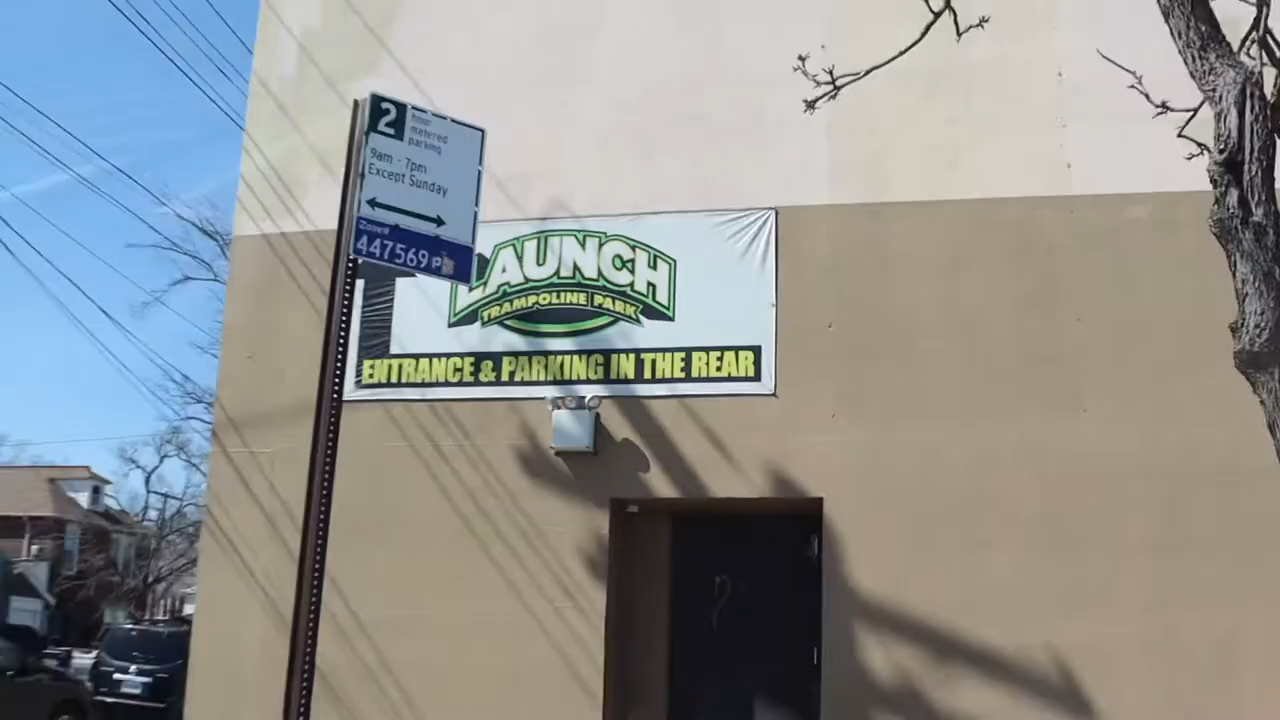 2 hour
metered
parking
9am - 7pm
Except Sunday
Zone#
447569 P
LAUNCH
TRAMPOLINE PARK
ENTRANCE & PARKING IN THE REAR